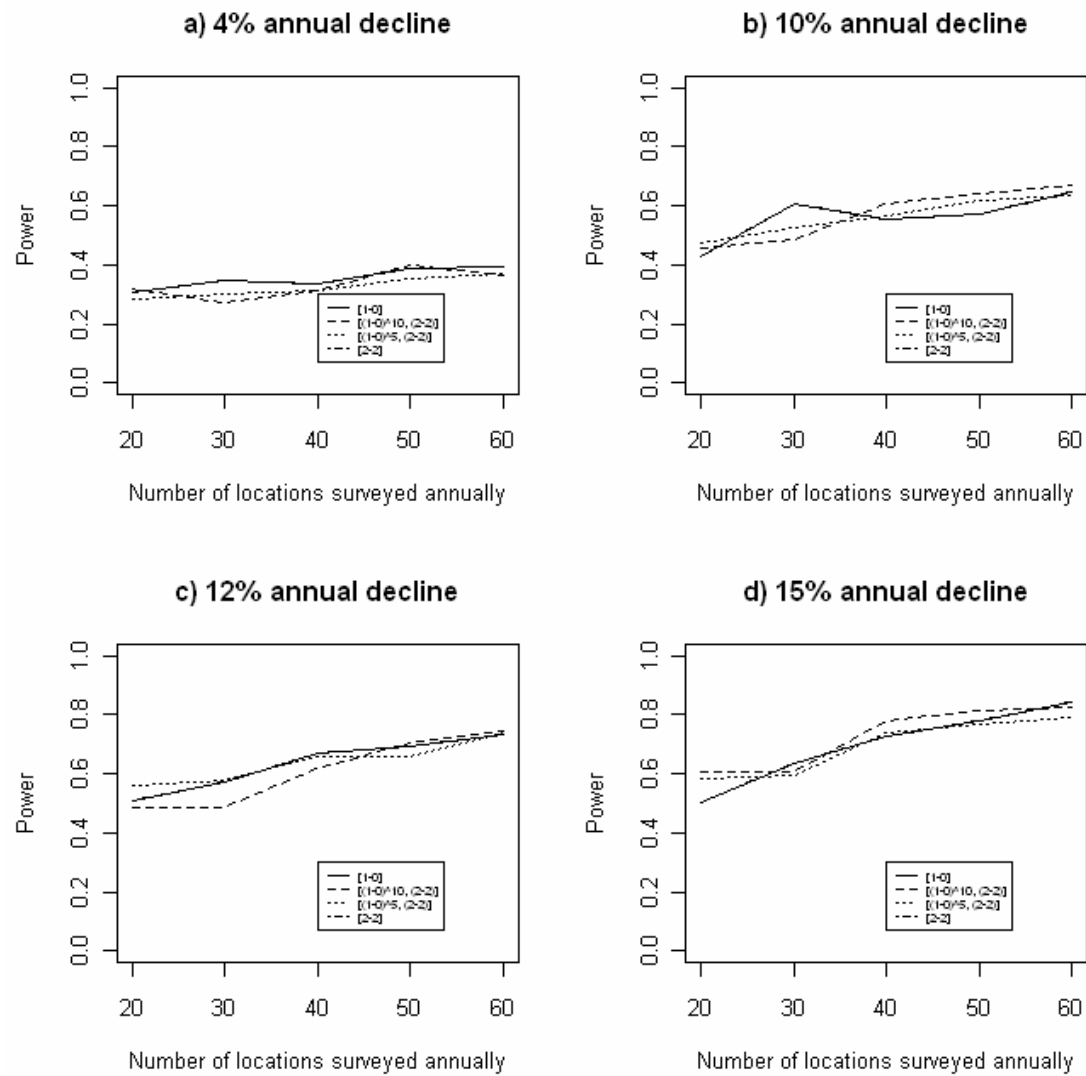 a) 4% annual decline
Power
0.0 0.2 0.4 0.6 0.8 1.0
[1-0]
[(1-0)^10, (2-2)]
[(1-0)^5, (2-2)]
[2-2]
20 30 40 50 60
Number of locations surveyed annually
b) 10% annual decline
Power
0.0 0.2 0.4 0.6 0.8 1.0
[1-0]
[(1-0)^10, (2-2)]
[(1-0)^5, (2-2)]
[2-2]
20 30 40 50 60
Number of locations surveyed annually
c) 12% annual decline
Power
0.0 0.2 0.4 0.6 0.8 1.0
[1-0]
[(1-0)^10, (2-2)]
[(1-0)^5, (2-2)]
[2-2]
20 30 40 50 60
Number of locations surveyed annually
d) 15% annual decline
Power
0.0 0.2 0.4 0.6 0.8 1.0
[1-0]
[(1-0)^10, (2-2)]
[(1-0)^5, (2-2)]
[2-2]
20 30 40 50 60
Number of locations surveyed annually